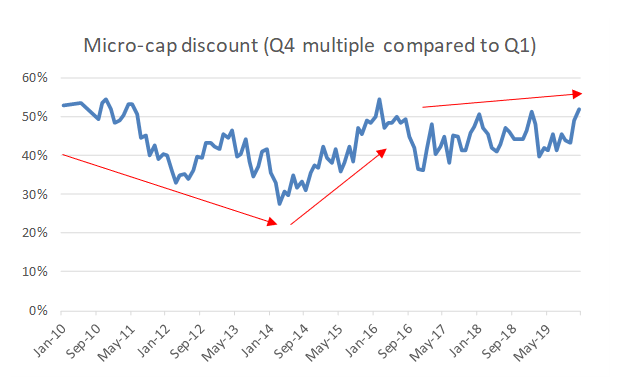 Micro-cap discount (Q4 multiple compared to Q1)
60%
50%
40%
30%
20%
10%
0%
Jan-10
Sep-10
May-11
Jan-12
Sep-12
May-13
Jan-14
Sep-14
May-15
Jan-16
Sep-16
May-17
Jan-18
Sep-18
May-19